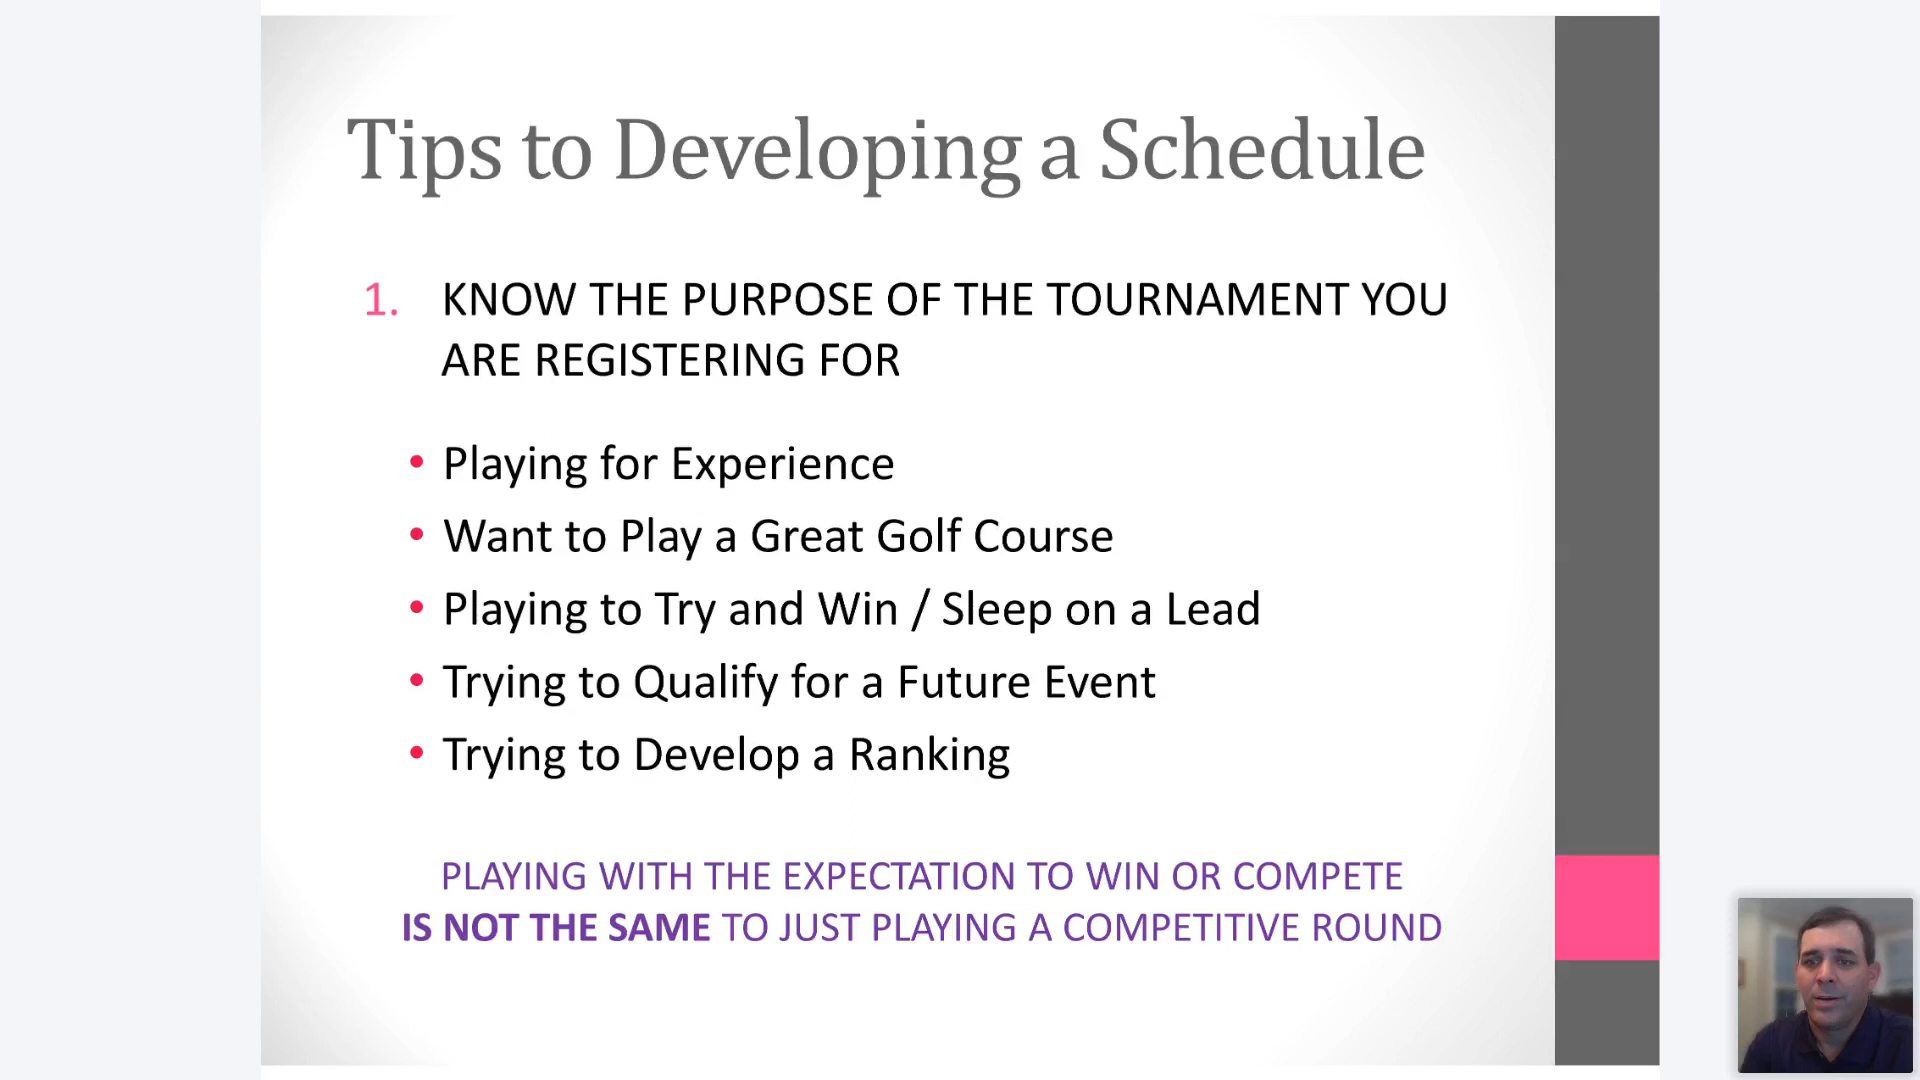 Tips to Developing a Schedule
1. KNOW THE PURPOSE OF THE TOURNAMENT YOU
ARE REGISTERING FOR
• Playing for Experience
• Want to Play a Great Golf Course
• Playing to Try and Win / Sleep on a Lead
• Trying to Qualify for a Future Event
• Trying to Develop a Ranking
PLAYING WITH THE EXPECTATION TO WIN OR COMPETE
IS NOT THE SAME TO JUST PLAYING A COMPETITIVE ROUND